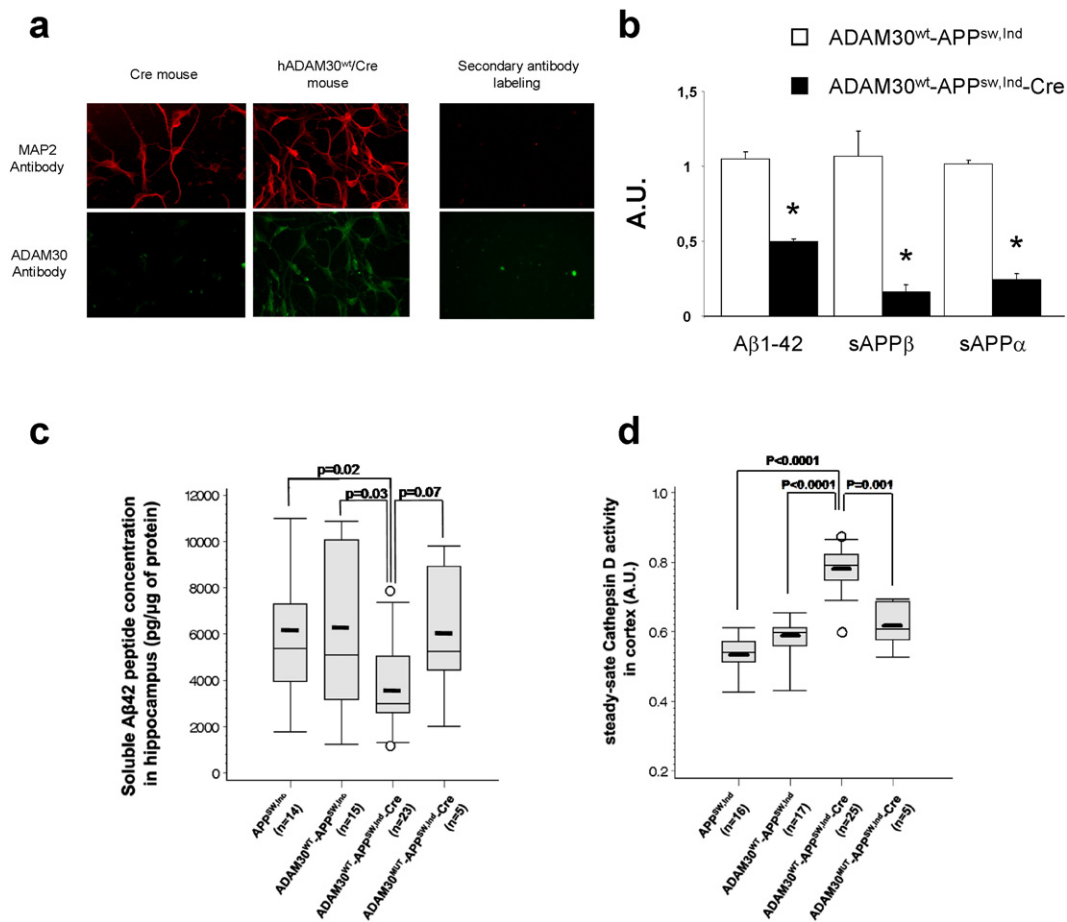 a
Cre mouse
hADAM30wt/Cre
mouse
Secondary antibody
labeling
MAP2
Antibody
ADAM30
Antibody
b
ADAM30wt-APPsw,Ind
ADAM30wt-APPsw,Ind-Cre
A.U.
1,5
1
0,5
0
*
*
*
Aβ1-42
sAPPβ
sAPPα
c
Soluble Aβ42 peptide concentration
in hippocampus (pg/µg of protein)
12000
10000
8000
6000
4000
2000
0
p=0.02
p=0.03
p=0.07
APPSW,Ind
(n=14)
ADAM30WT-APPSW,Ind
(n=15)
ADAM30WT-APPSW,Ind-Cre
(n=23)
ADAM30MUT-APPSW,Ind-Cre
(n=5)
d
steady-sate Cathepsin D activity
in cortex (A.U.)
1.0
0.8
0.6
0.4
0.2
P<0.0001
P<0.0001
P=0.001
APPSW,Ind
(n=16)
ADAM30WT-APPSW,Ind
(n=17)
ADAM30WT-APPSW,Ind-Cre
(n=25)
ADAM30MUT-APPSW,Ind-Cre
(n=5)